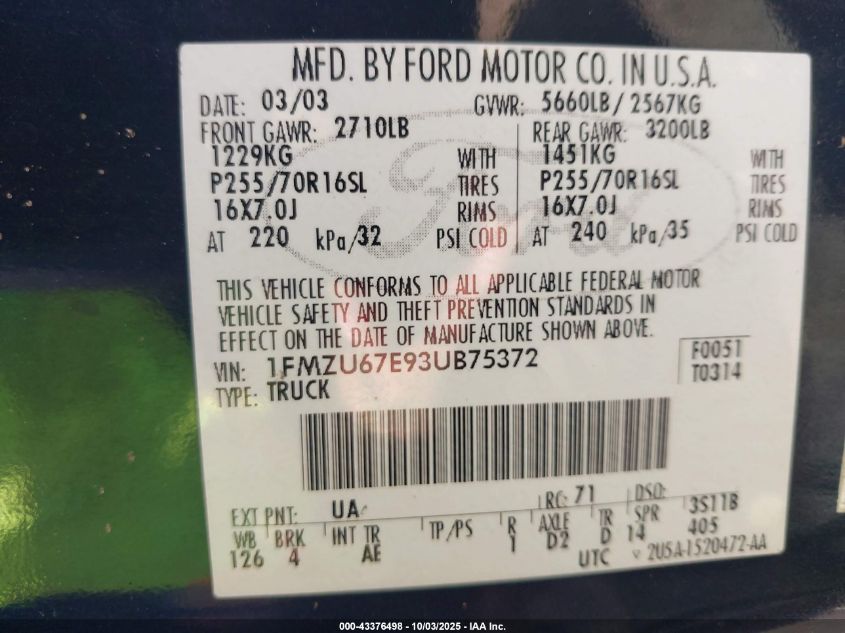 MFD. BY FORD MOTOR CO. IN U.S.A.
DATE: 03/03 GVWR: 5660LB/ 2567KG
FRONT GAWR: 2710LB REAR GAWR: 3200LB
1229KG WITH 1451KG WITH
P255/70R16SL TIRES P255/70R16SL TIRES
16X7.0J RIMS 16X7.0J RIMS
AT 220 kPa/32 PSI COLD AT 240 kPa/35 PSI COLD
Ford
THIS VEHICLE CONFORMS TO ALL APPLICABLE FEDERAL MOTOR
VEHICLE SAFETY AND THEFT PREVENTION STANDARDS IN
EFFECT ON THE DATE OF MANUFACTURE SHOWN ABOVE.
VIN: 1FMZU67E93UB75372 F0051
TYPE: TRUCK T0314
EXT PNT: UA RC: 71 DSO:
WB BRK INT TR TP/PS R AXLE TR SPR 3S11B
126 4 AE 1 D2 D 14 405
UTC V 2U5A-1520472-AA
000-43376498 - 10/03/2025 - IAA Inc.